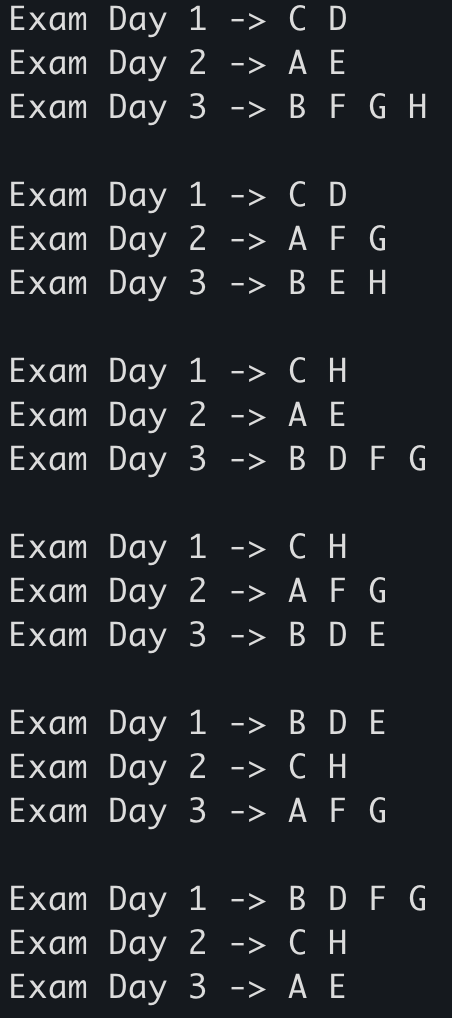 Exam Day 1 -> C D
Exam Day 2 -> A E
Exam Day 3 -> B F G H

Exam Day 1 -> C D
Exam Day 2 -> A F G
Exam Day 3 -> B E H

Exam Day 1 -> C H
Exam Day 2 -> A E
Exam Day 3 -> B D F G

Exam Day 1 -> C H
Exam Day 2 -> A F G
Exam Day 3 -> B D E

Exam Day 1 -> B D E
Exam Day 2 -> C H
Exam Day 3 -> A F G

Exam Day 1 -> B D F G
Exam Day 2 -> C H
Exam Day 3 -> A E